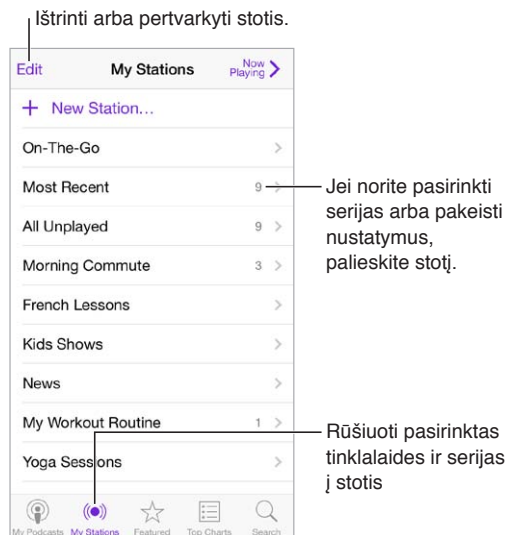 Ištrinti arba pertvarkyti stotis.
Edit
My Stations
Now
Playing
+ New Station...
On-The-Go
Most Recent 9
All Unplayed 9
Morning Commute 3
French Lessons
Kids Shows
News
My Workout Routine 1
Yoga Sessions
My Podcasts My Stations Featured Top Charts Search
Jei norite pasirinkti
serijas arba pakeisti
nustatymus,
palieskite stotį.
Rūšiuoti pasirinktas
tinklalaides ir serijas
į stotis